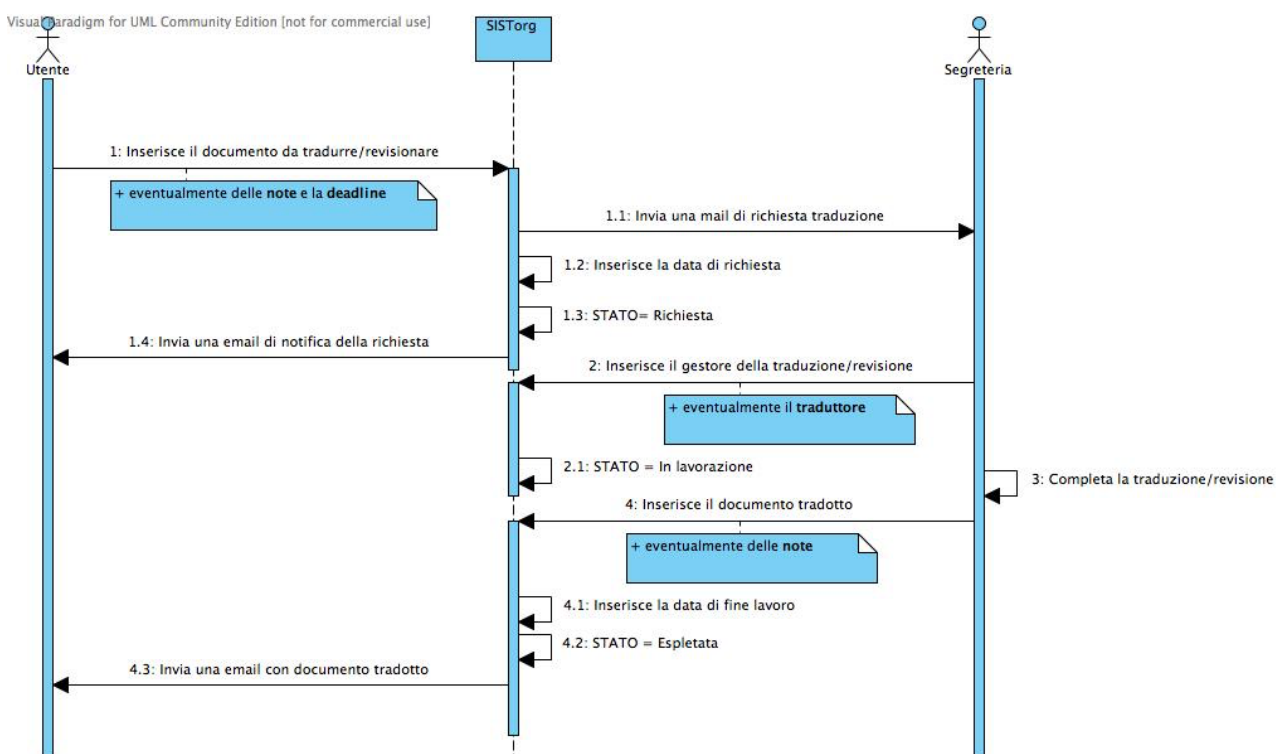 Visual Paradigm for UML Community Edition [not for commercial use]
SISTorg
Utente
Segreteria
1: Inserisce il documento da tradurre/revisionare
+ eventualmente delle note e la deadline
1.1: Invia una mail di richiesta traduzione
1.2: Inserisce la data di richiesta
1.3: STATO= Richiesta
1.4: Invia una email di notifica della richiesta
2: Inserisce il gestore della traduzione/revisione
+ eventualmente il traduttore
2.1: STATO = In lavorazione
3: Completa la traduzione/revisione
4: Inserisce il documento tradotto
+ eventualmente delle note
4.1: Inserisce la data di fine lavoro
4.2: STATO = Espletata
4.3: Invia una email con documento tradotto